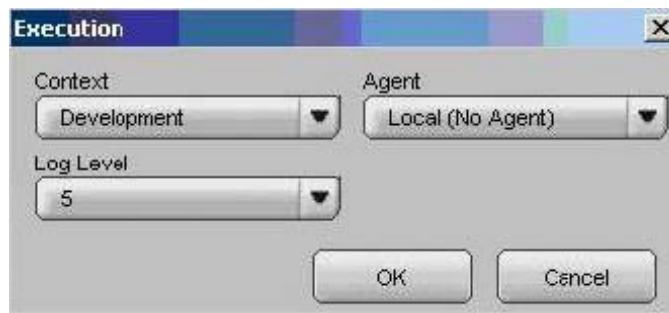 Execution
Context
Agent
Development
Local (No Agent)
Log Level
5
OK
Cancel